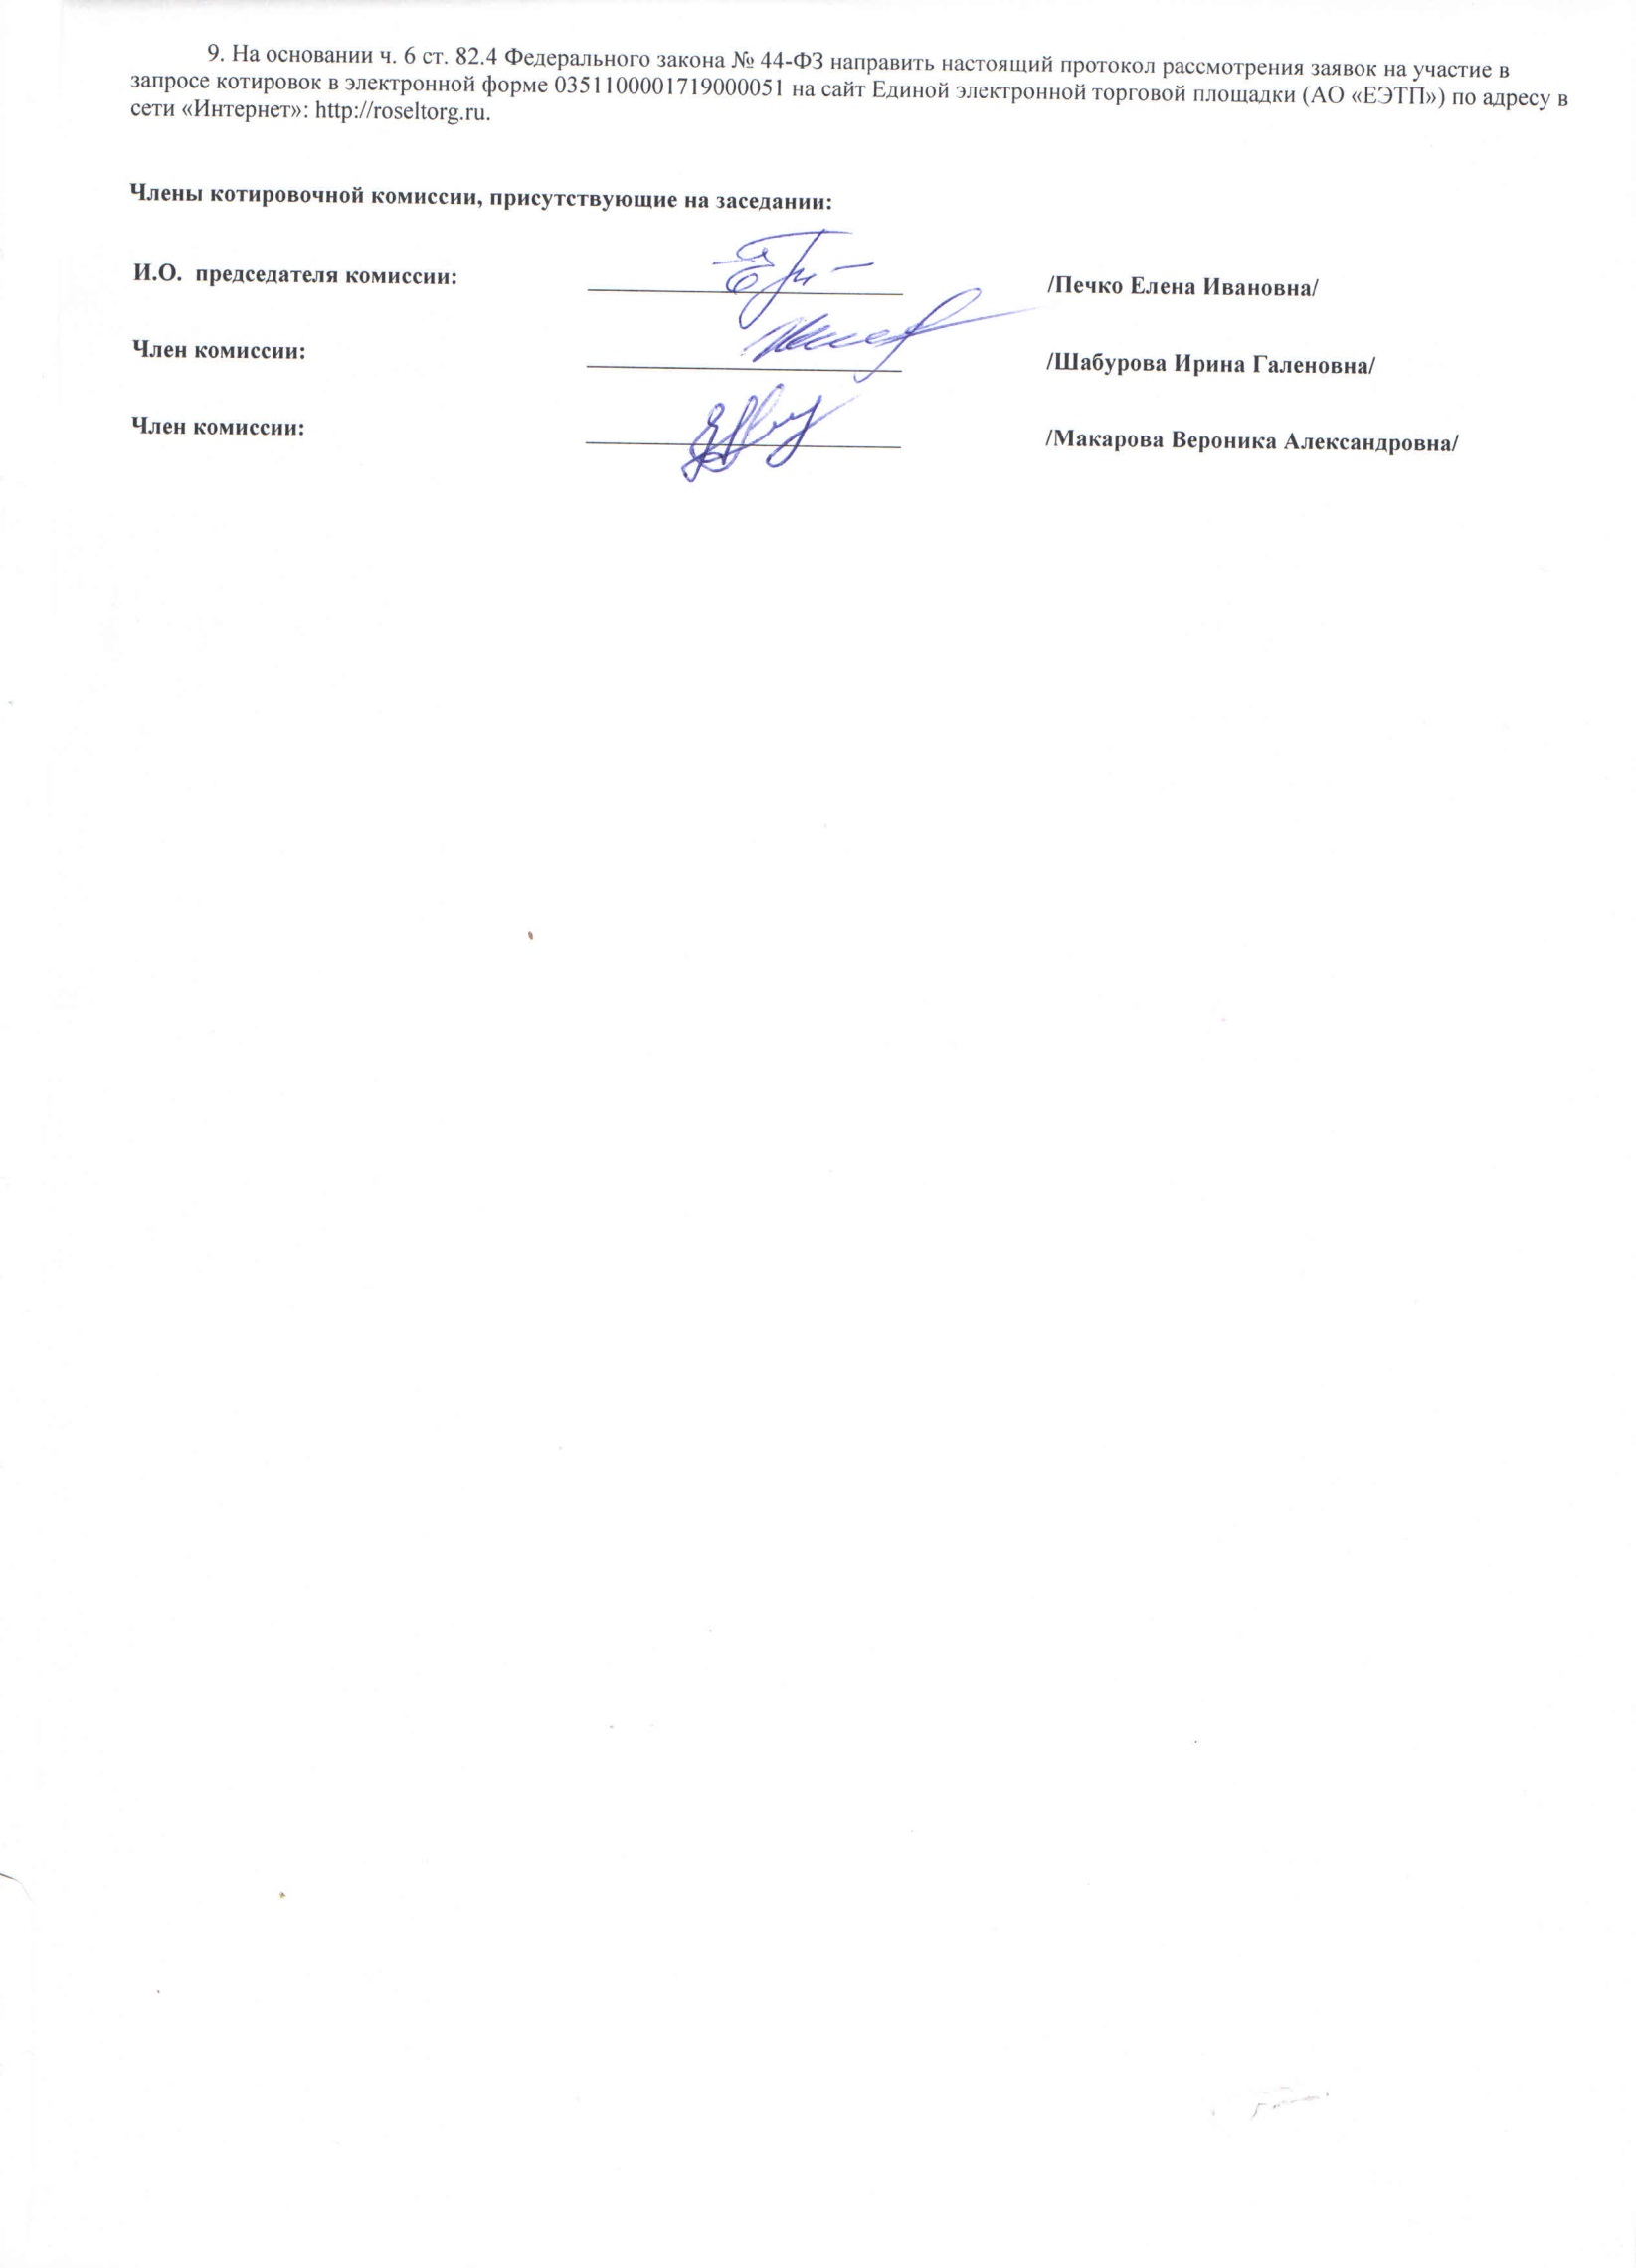 9. На основании ч. 6 ст. 82.4 Федерального закона № 44-ФЗ направить настоящий протокол рассмотрения заявок на участие в
запросе котировок в электронной форме 0351100001719000051 на сайт Единой электронной торговой площадки (АО «ЕЭТП») по адресу в
сети «Интернет»: http://roseltorg.ru.
Члены котировочной комиссии, присутствующие на заседании:
И.О. председателя комиссии: /Печко Елена Ивановна/
Член комиссии: /Шабурова Ирина Галеновна/
Член комиссии: /Макарова Вероника Александровна/